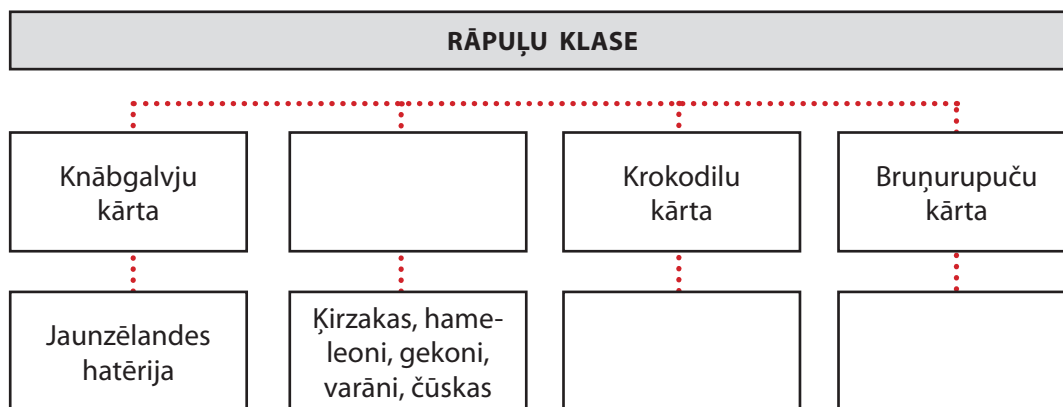 RĀPUĻU KLASE
Knābgalvju
kārta
Krokodilu
kārta
Bruņurupuču
kārta
Jaunzēlandes
hatērija
Ķirzakas, hame-
leoni, gekoni,
varāni, čūskas